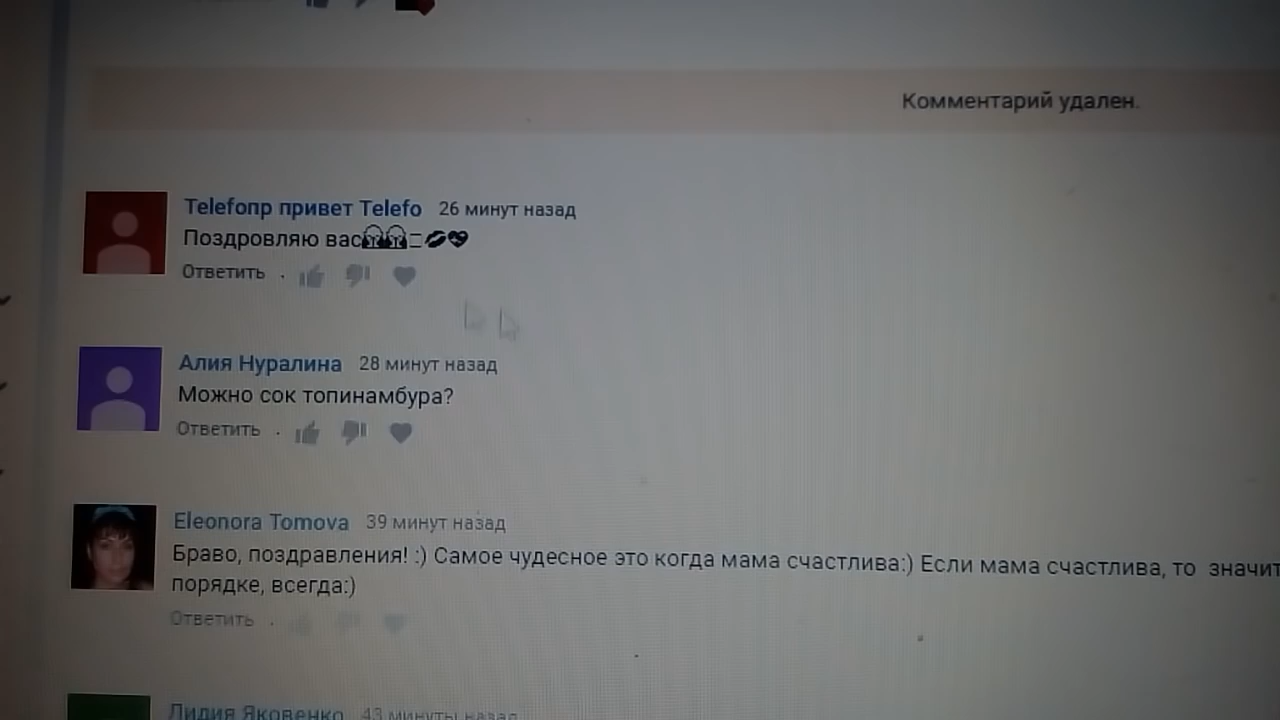 Комментарий удален.
Telefoпр привет Telefo 26 минут назад
Поздровляю вас
Ответить
Алия Нуралина 28 минут назад
Можно сок топинамбура?
Ответить
Eleonora Tomova 39 минут назад
Браво, поздравления! :) Самое чудесное это когда мама счастлива:) Если мама счастлива, то значит
порядке, всегда:)
Ответить
Лидия Яковенко 43 минуты назад